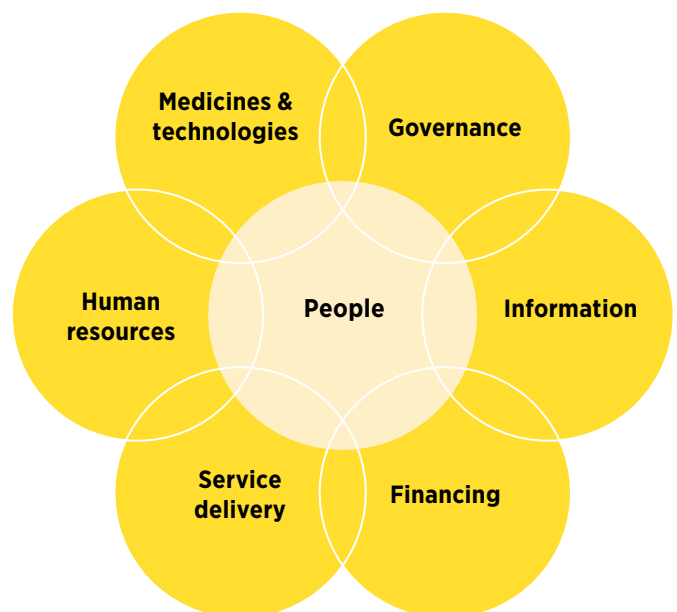 Medicines &
technologies
Governance
Human
resources
People
Information
Service
delivery
Financing